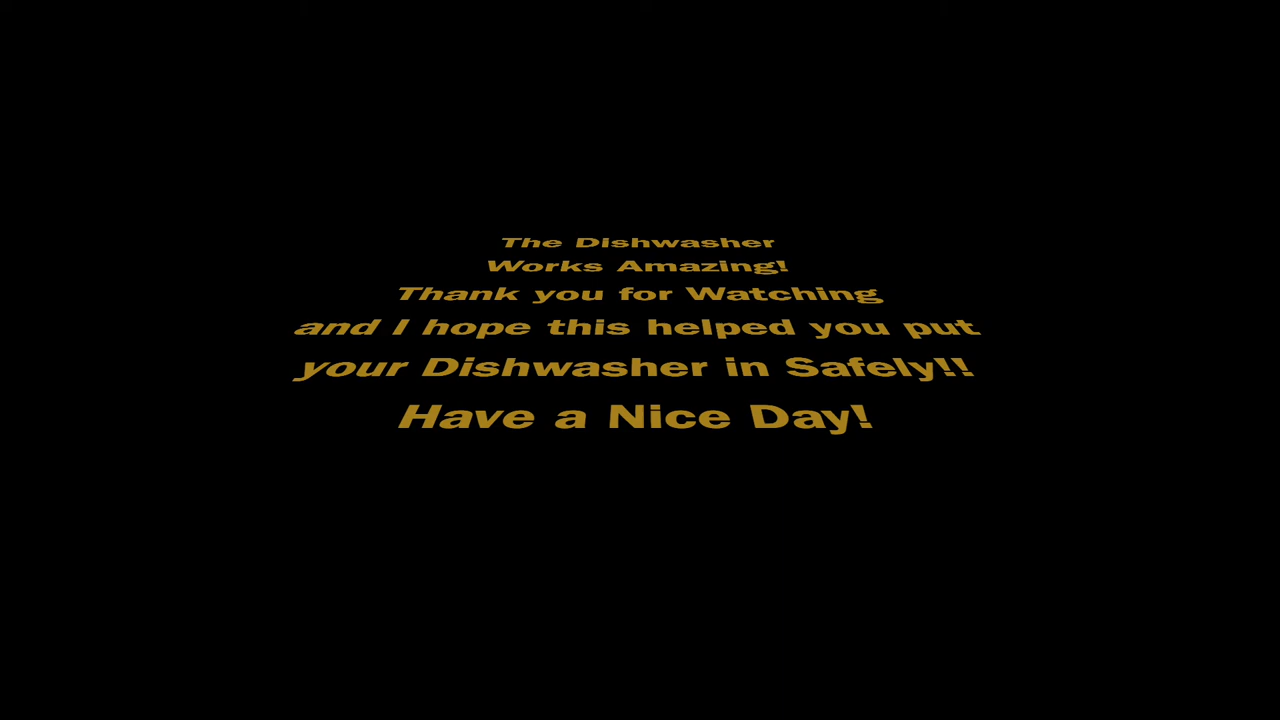 The Dishwasher
Works Amazing!
Thank you for Watching
and I hope this helped you put
your Dishwasher in Safely!!
Have a Nice Day!